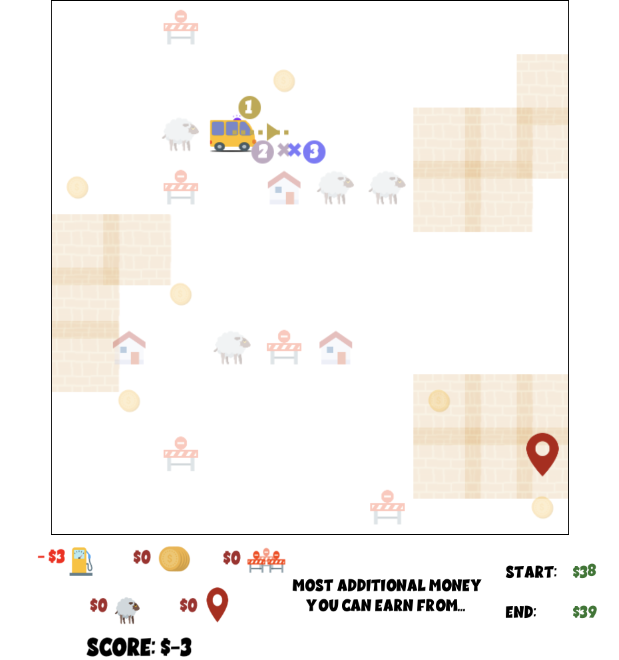 1
2
3
- $3
$0
$0
$0
$0
SCORE: $-3
MOST ADDITIONAL MONEY
YOU CAN EARN FROM...
START: $38
END: $39